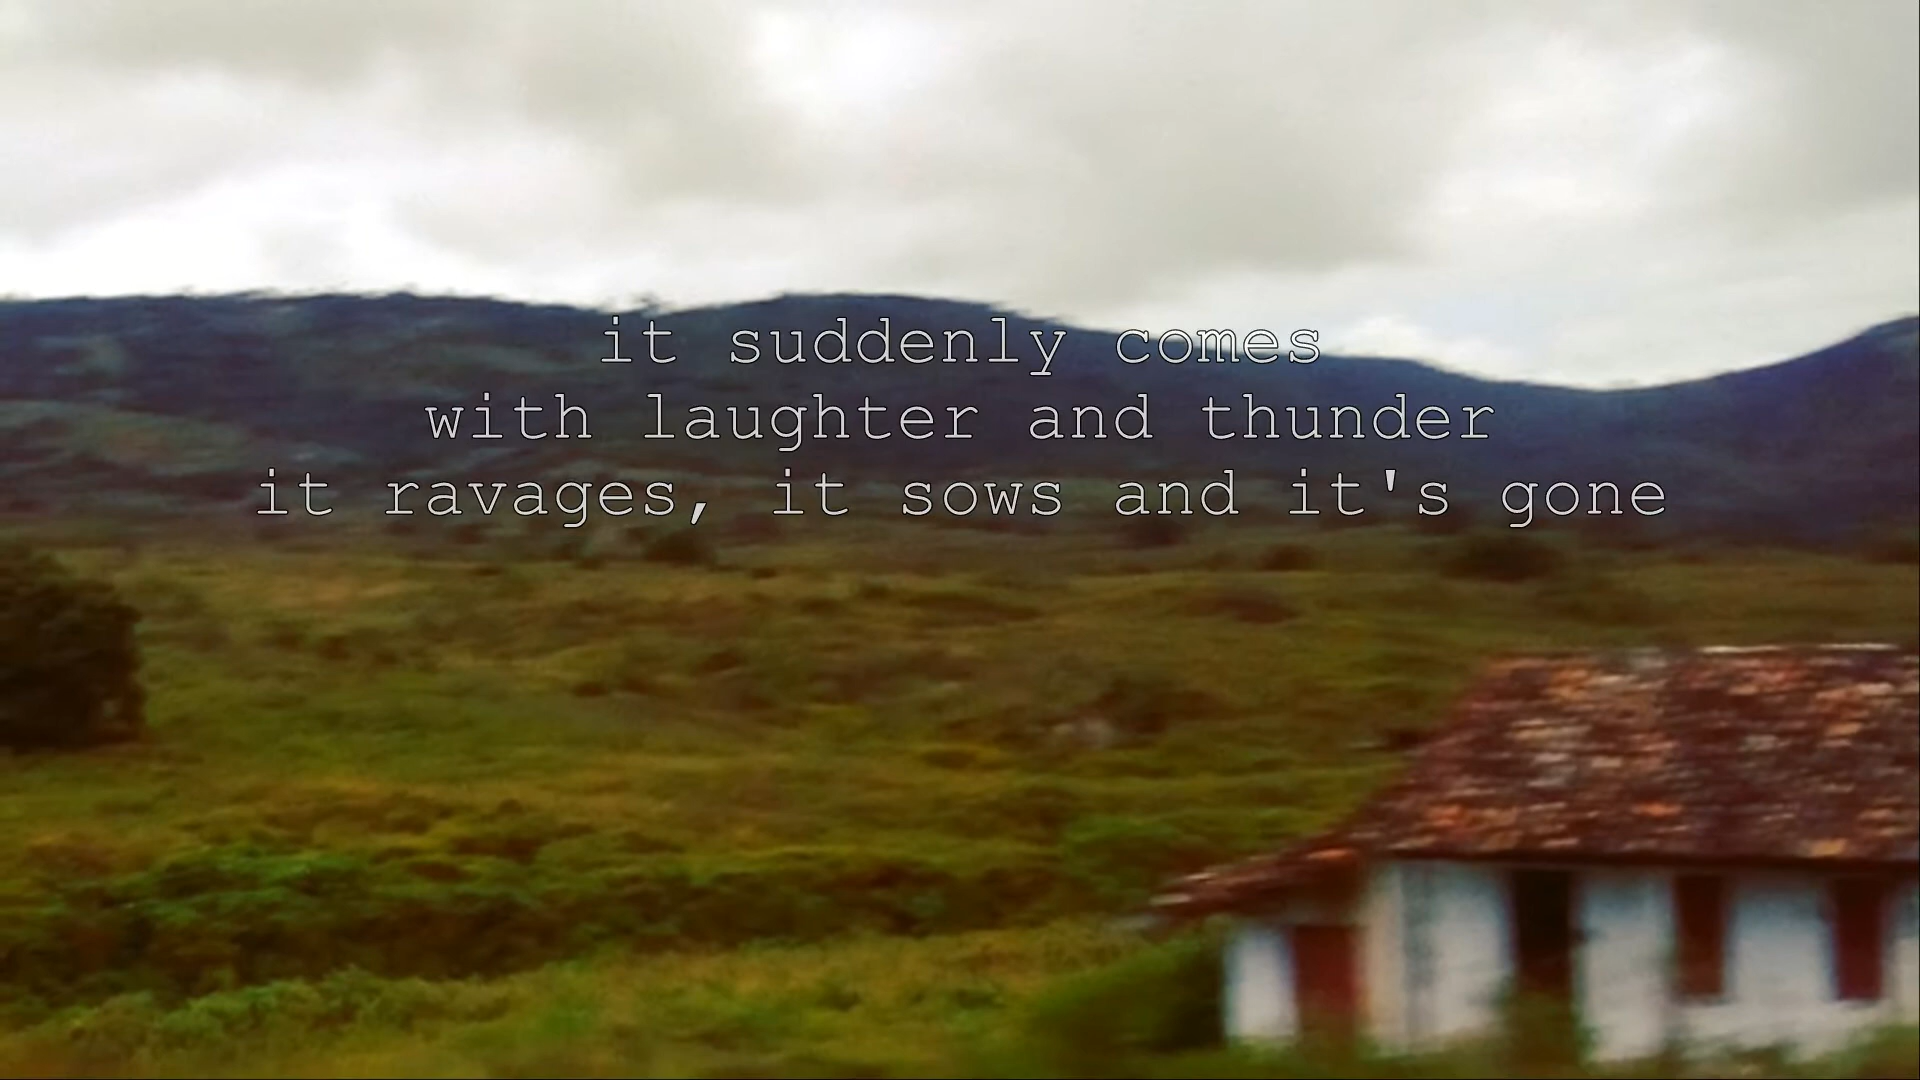 it suddenly comes
with laughter and thunder
it ravages, it sows and it's gone